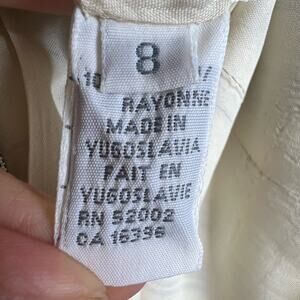 8
RAYONNE
MADE IN
YUGOSLAVIA
FAIT EN
YUGOSLAVIE
RN 52002
CA 16396